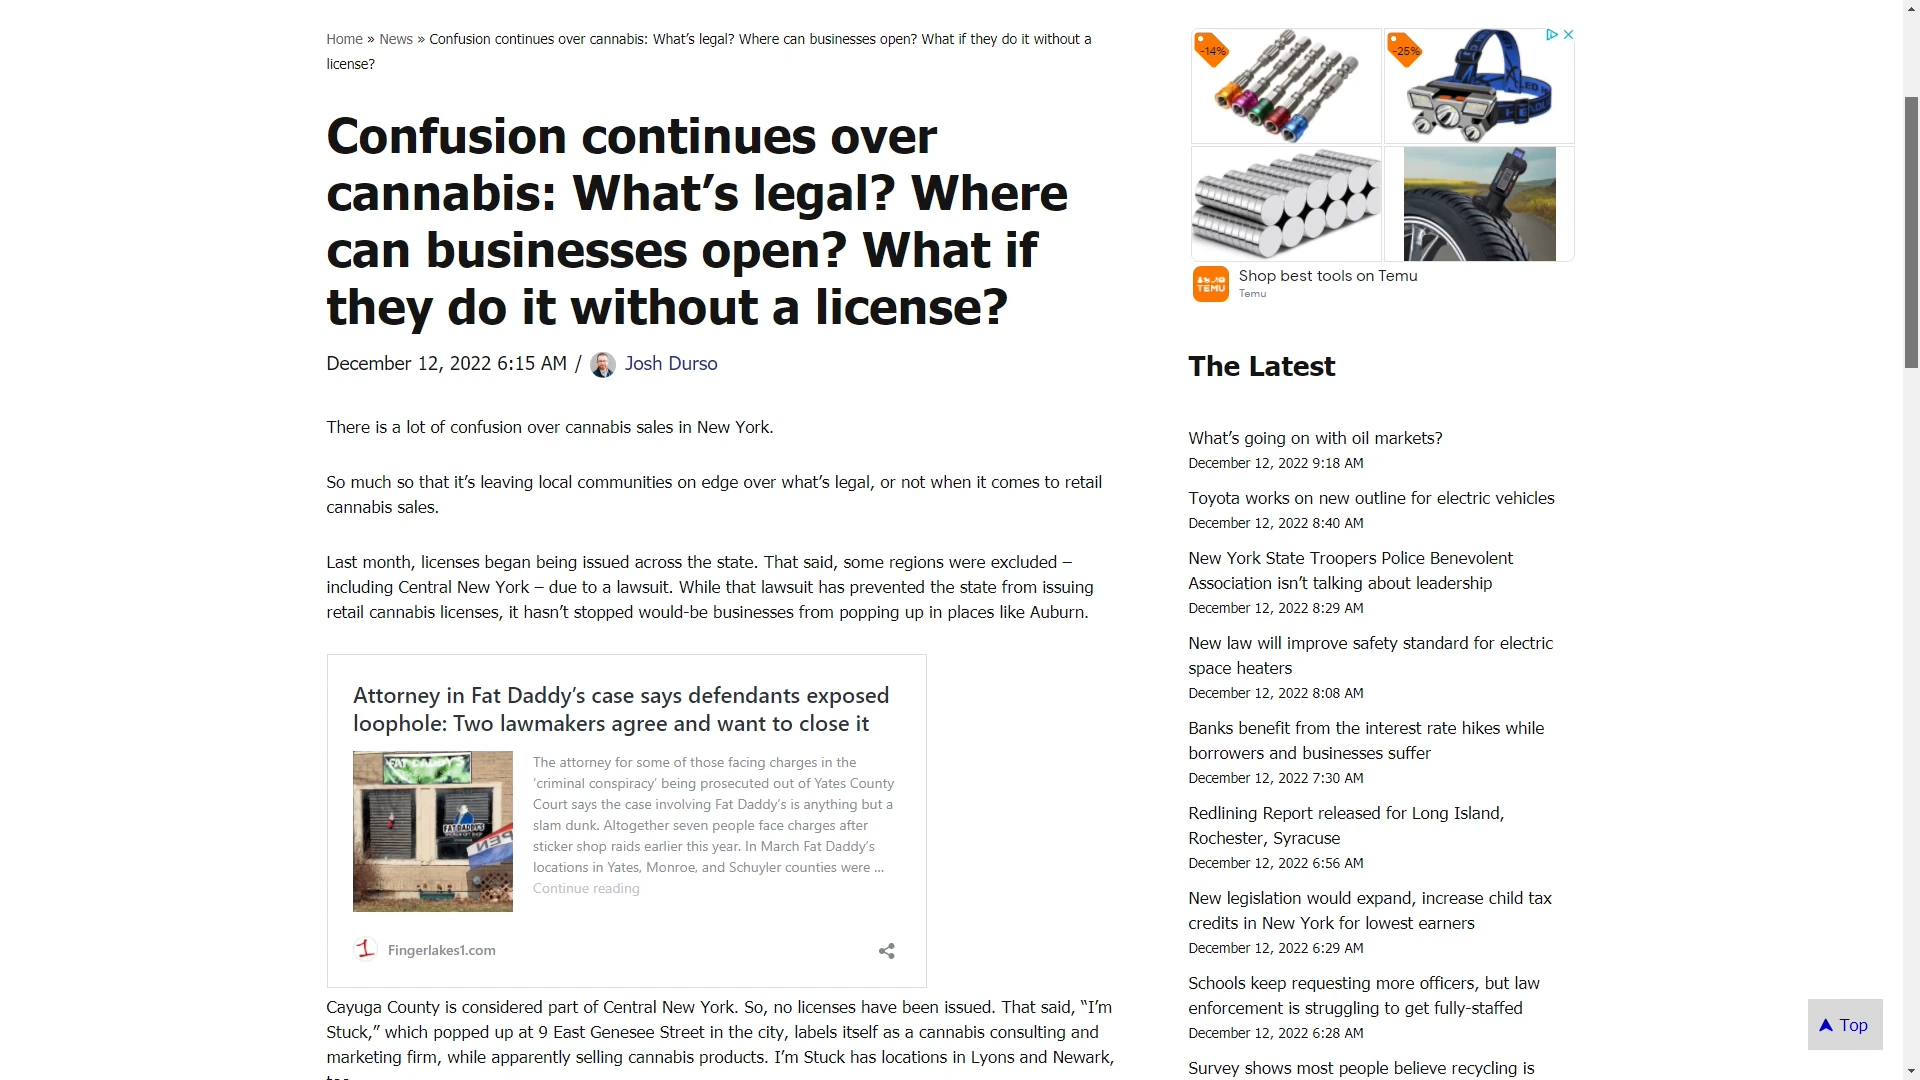 Home » News » Confusion continues over cannabis: What’s legal? Where can businesses open? What if they do it without a
license?
Confusion continues over
cannabis: What’s legal? Where
can businesses open? What if
they do it without a license?
December 12, 2022 6:15 AM / Josh Durso
There is a lot of confusion over cannabis sales in New York.
So much so that it’s leaving local communities on edge over what’s legal, or not when it comes to retail
cannabis sales.
Last month, licenses began being issued across the state. That said, some regions were excluded –
including Central New York – due to a lawsuit. While that lawsuit has prevented the state from issuing
retail cannabis licenses, it hasn’t stopped would-be businesses from popping up in places like Auburn.
Attorney in Fat Daddy’s case says defendants exposed
loophole: Two lawmakers agree and want to close it
FAT DADDY'S
FAT DADDY'S
OPEN
The attorney for some of those facing charges in the
‘criminal conspiracy’ being prosecuted out of Yates County
Court says the case involving Fat Daddy’s is anything but a
slam dunk. Altogether seven people face charges after
sticker shop raids earlier this year. In March Fat Daddy’s
locations in Yates, Monroe, and Schuyler counties were ...
Continue reading
Fingerlakes1.com
Cayuga County is considered part of Central New York. So, no licenses have been issued. That said, “I’m
Stuck,” which popped up at 9 East Genesee Street in the city, labels itself as a cannabis consulting and
marketing firm, while apparently selling cannabis products. I’m Stuck has locations in Lyons and Newark,
-14%
-25%
TEMU
Shop best tools on Temu
Temu
The Latest
What’s going on with oil markets?
December 12, 2022 9:18 AM
Toyota works on new outline for electric vehicles
December 12, 2022 8:40 AM
New York State Troopers Police Benevolent
Association isn’t talking about leadership
December 12, 2022 8:29 AM
New law will improve safety standard for electric
space heaters
December 12, 2022 8:08 AM
Banks benefit from the interest rate hikes while
borrowers and businesses suffer
December 12, 2022 7:30 AM
Redlining Report released for Long Island,
Rochester, Syracuse
December 12, 2022 6:56 AM
New legislation would expand, increase child tax
credits in New York for lowest earners
December 12, 2022 6:29 AM
Schools keep requesting more officers, but law
enforcement is struggling to get fully-staffed
December 12, 2022 6:28 AM
Survey shows most people believe recycling is
Top